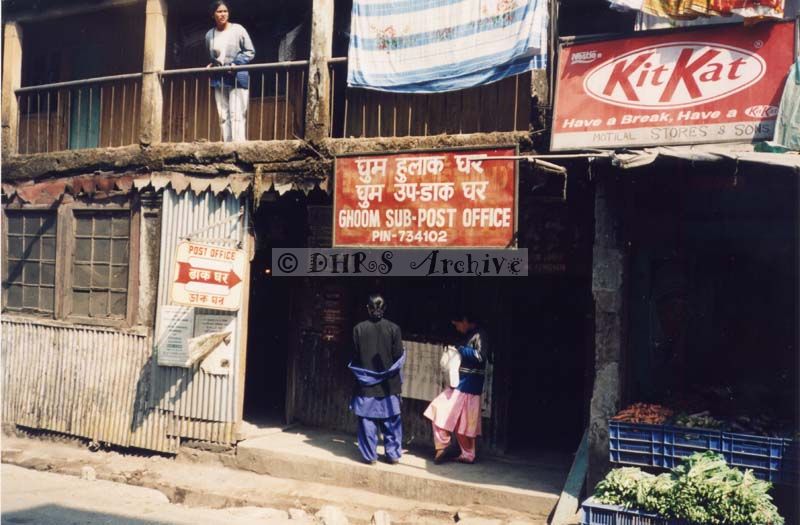 Nestlé
KitKat
Have a Break, Have a KitKat
MOTILAL STORES & SONS
घुम हुलाक घर
घुम उप-डाक घर
GHOOM SUB-POST OFFICE
PIN-734102
POST OFFICE
डाक घर
© DHRS Archive